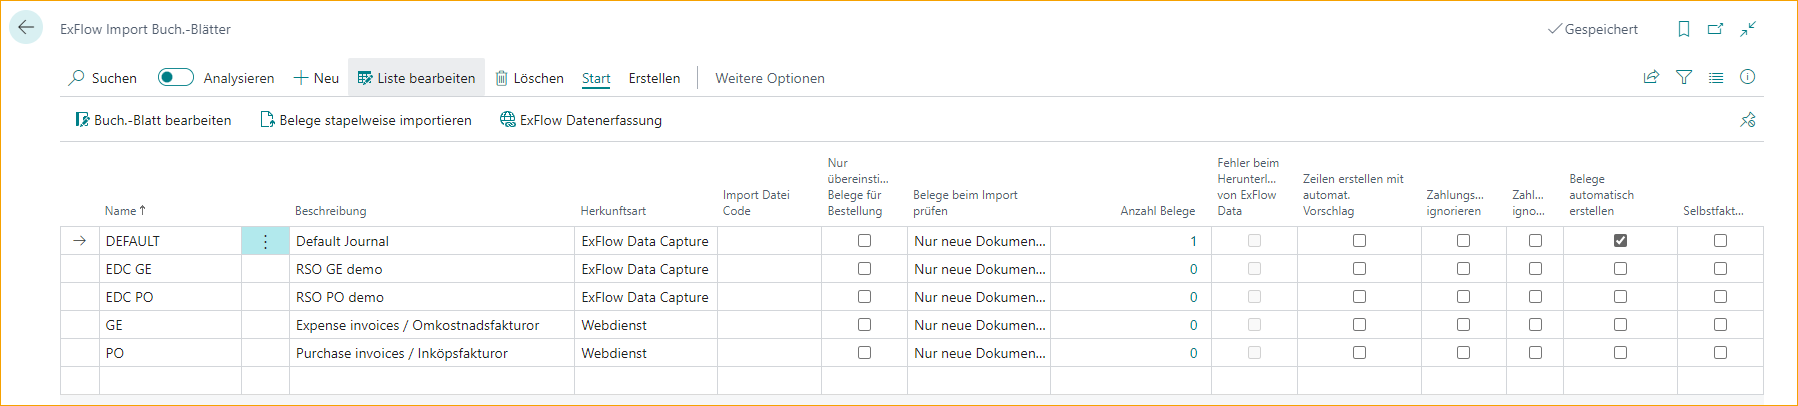 ExFlow Import Buch.-Blätter
Gespeichert
Suchen Analysieren Neu Liste bearbeiten Löschen Start Erstellen Weitere Optionen
Buch.-Blatt bearbeiten Belege stapelweise importieren ExFlow Datenerfassung
Name ↑ Beschreibung Herkunftsart Import Datei Code Nur übereinsti... Belege für Bestellung Belege beim Import prüfen Anzahl Belege Fehler beim Herunterl... von ExFlow Data Zeilen erstellen mit automat. Vorschlag Zahlungs... ignorieren Zahl... igno... Belege automatisch erstellen Selbstfakt...
DEFAULT Default Journal ExFlow Data Capture Nur neue Dokumen... 1
EDC GE RSO GE demo ExFlow Data Capture Nur neue Dokumen... 0
EDC PO RSO PO demo ExFlow Data Capture Nur neue Dokumen... 0
GE Expense invoices / Omkostnadsfakturor Webdienst Nur neue Dokumen... 0
PO Purchase invoices / Inköpsfakturor Webdienst Nur neue Dokumen... 0